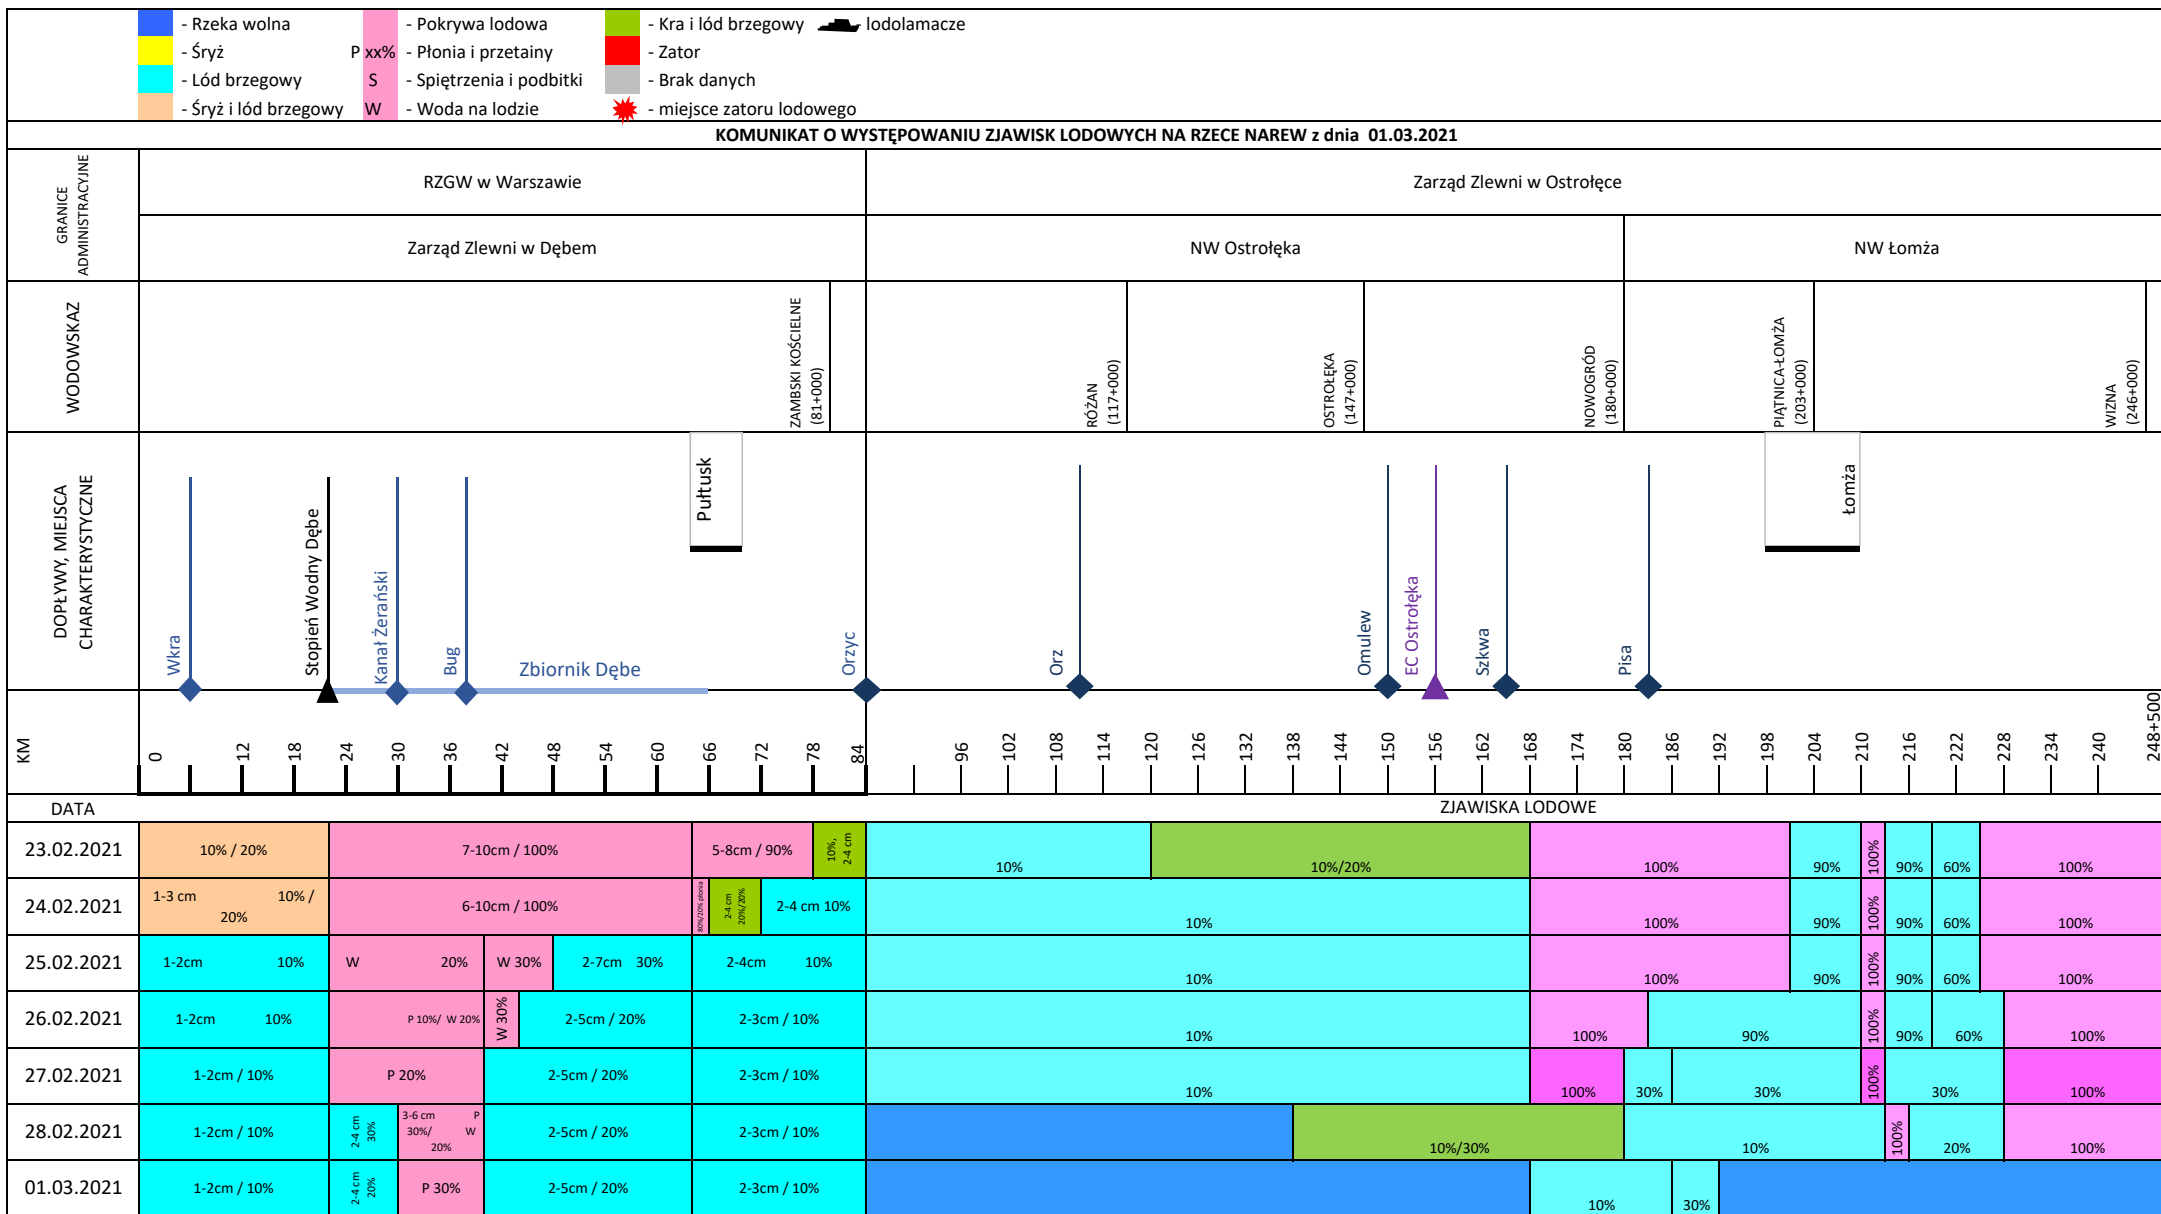 - Rzeka wolna
- Pokrywa lodowa
- Kra i lód brzegowy
lodolamacze
- Śryż
P xx%
- Płonia i przetainy
- Zator
- Lód brzegowy
S
- Spiętrzenia i podbitki
- Brak danych
- Śryż i lód brzegowy
W
- Woda na lodzie
- miejsce zatoru lodowego
KOMUNIKAT O WYSTĘPOWANIU ZJAWISK LODOWYCH NA RZECE NAREW z dnia 01.03.2021
GRANICE
ADMINISTRACYJNE
RZGW w Warszawie
Zarząd Zlewni w Ostrołęce
Zarząd Zlewni w Dębem
NW Ostrołęka
NW Łomża
WODOWSKAZ
ZAMBSKI KOŚCIELNE
(81+000)
RÓŻAN
(117+000)
OSTROŁĘKA
(147+000)
NOWOGRÓD
(180+000)
PIĄTNICA-ŁOMŻA
(203+000)
WIZNA
(246+000)
DOPŁYWY, MIEJSCA
CHARAKTERYSTYCZNE
Wkra
Stopień Wodny Dębe
Kanał Żerański
Bug
Zbiornik Dębe
Pułtusk
Orzyc
Orz
Omulew
EC Ostrołęka
Szkwa
Pisa
Łomża
KM
0
12
18
24
30
36
42
48
54
60
66
72
78
84
96
102
108
114
120
126
132
138
144
150
156
162
168
174
180
186
192
198
204
210
216
222
228
234
240
248+500
DATA
ZJAWISKA LODOWE
23.02.2021
10% / 20%
7-10cm / 100%
5-8cm / 90%
10%,
2-4 cm
10%
10%/20%
100%
90%
100%
90%
60%
100%
24.02.2021
1-3 cm 10% /
20%
6-10cm / 100%
80%/20% płonia
2-4 cm
20%/20%
2-4 cm 10%
10%
100%
90%
100%
90%
60%
100%
25.02.2021
1-2cm 10%
W 20%
W 30%
2-7cm 30%
2-4cm 10%
10%
100%
90%
100%
90%
60%
100%
26.02.2021
1-2cm 10%
P 10%/ W 20%
W 30%
2-5cm / 20%
2-3cm / 10%
10%
100%
90%
100%
90%
60%
100%
27.02.2021
1-2cm / 10%
P 20%
2-5cm / 20%
2-3cm / 10%
10%
100%
30%
30%
100%
30%
100%
28.02.2021
1-2cm / 10%
2-4 cm
30%
3-6 cm P
30%/ W
20%
2-5cm / 20%
2-3cm / 10%
10%/30%
10%
100%
20%
100%
01.03.2021
1-2cm / 10%
2-4 cm
20%
P 30%
2-5cm / 20%
2-3cm / 10%
10%
30%